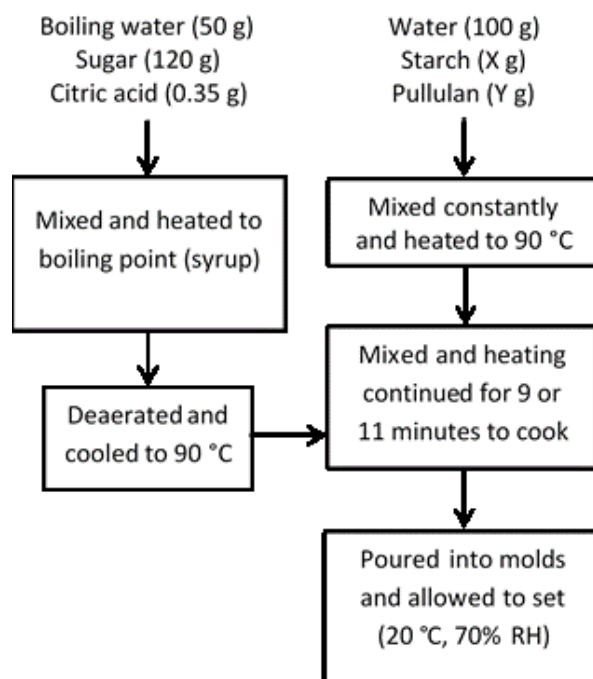 Boiling water (50 g)
Sugar (120 g)
Citric acid (0.35 g)
Water (100 g)
Starch (X g)
Pullulan (Y g)
Mixed and heated to
boiling point (syrup)
Mixed constantly
and heated to 90 °C
Deaerated and
cooled to 90 °C
Mixed and heating
continued for 9 or
11 minutes to cook
Poured into molds
and allowed to set
(20 °C, 70% RH)